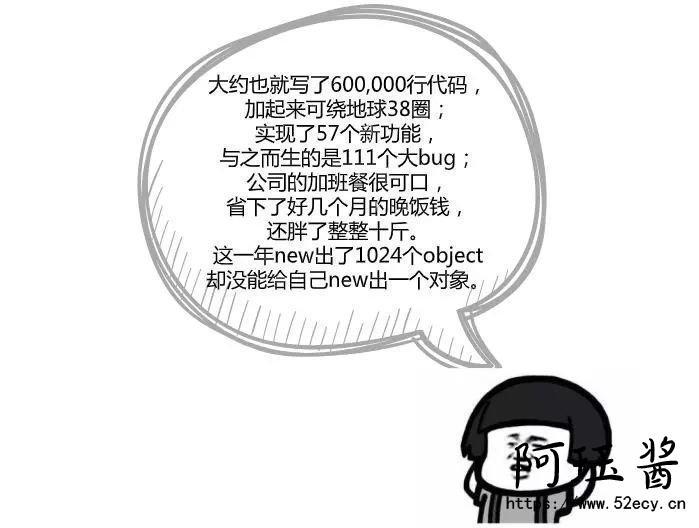 大约也就写了600,000行代码，
加起来可绕地球38圈；
实现了57个新功能，
与之而生的是111个大bug；
公司的加班餐很可口，
省下了好几个月的晚饭钱，
还胖了整整十斤。
这一年new出了1024个object
却没能给自己new出一个对象。
阿珏酱
https://www.52ecy.cn